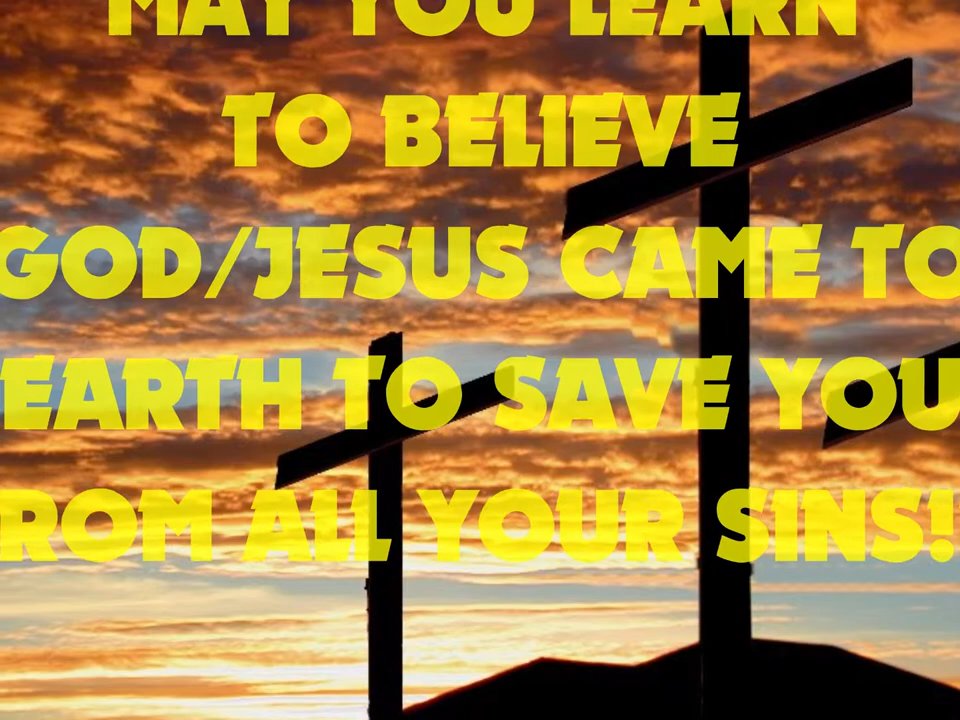 MAY YOU LEARN
TO BELIEVE
GOD/JESUS CAME TO
EARTH TO SAVE YOU
ROM ALL YOUR SINS!